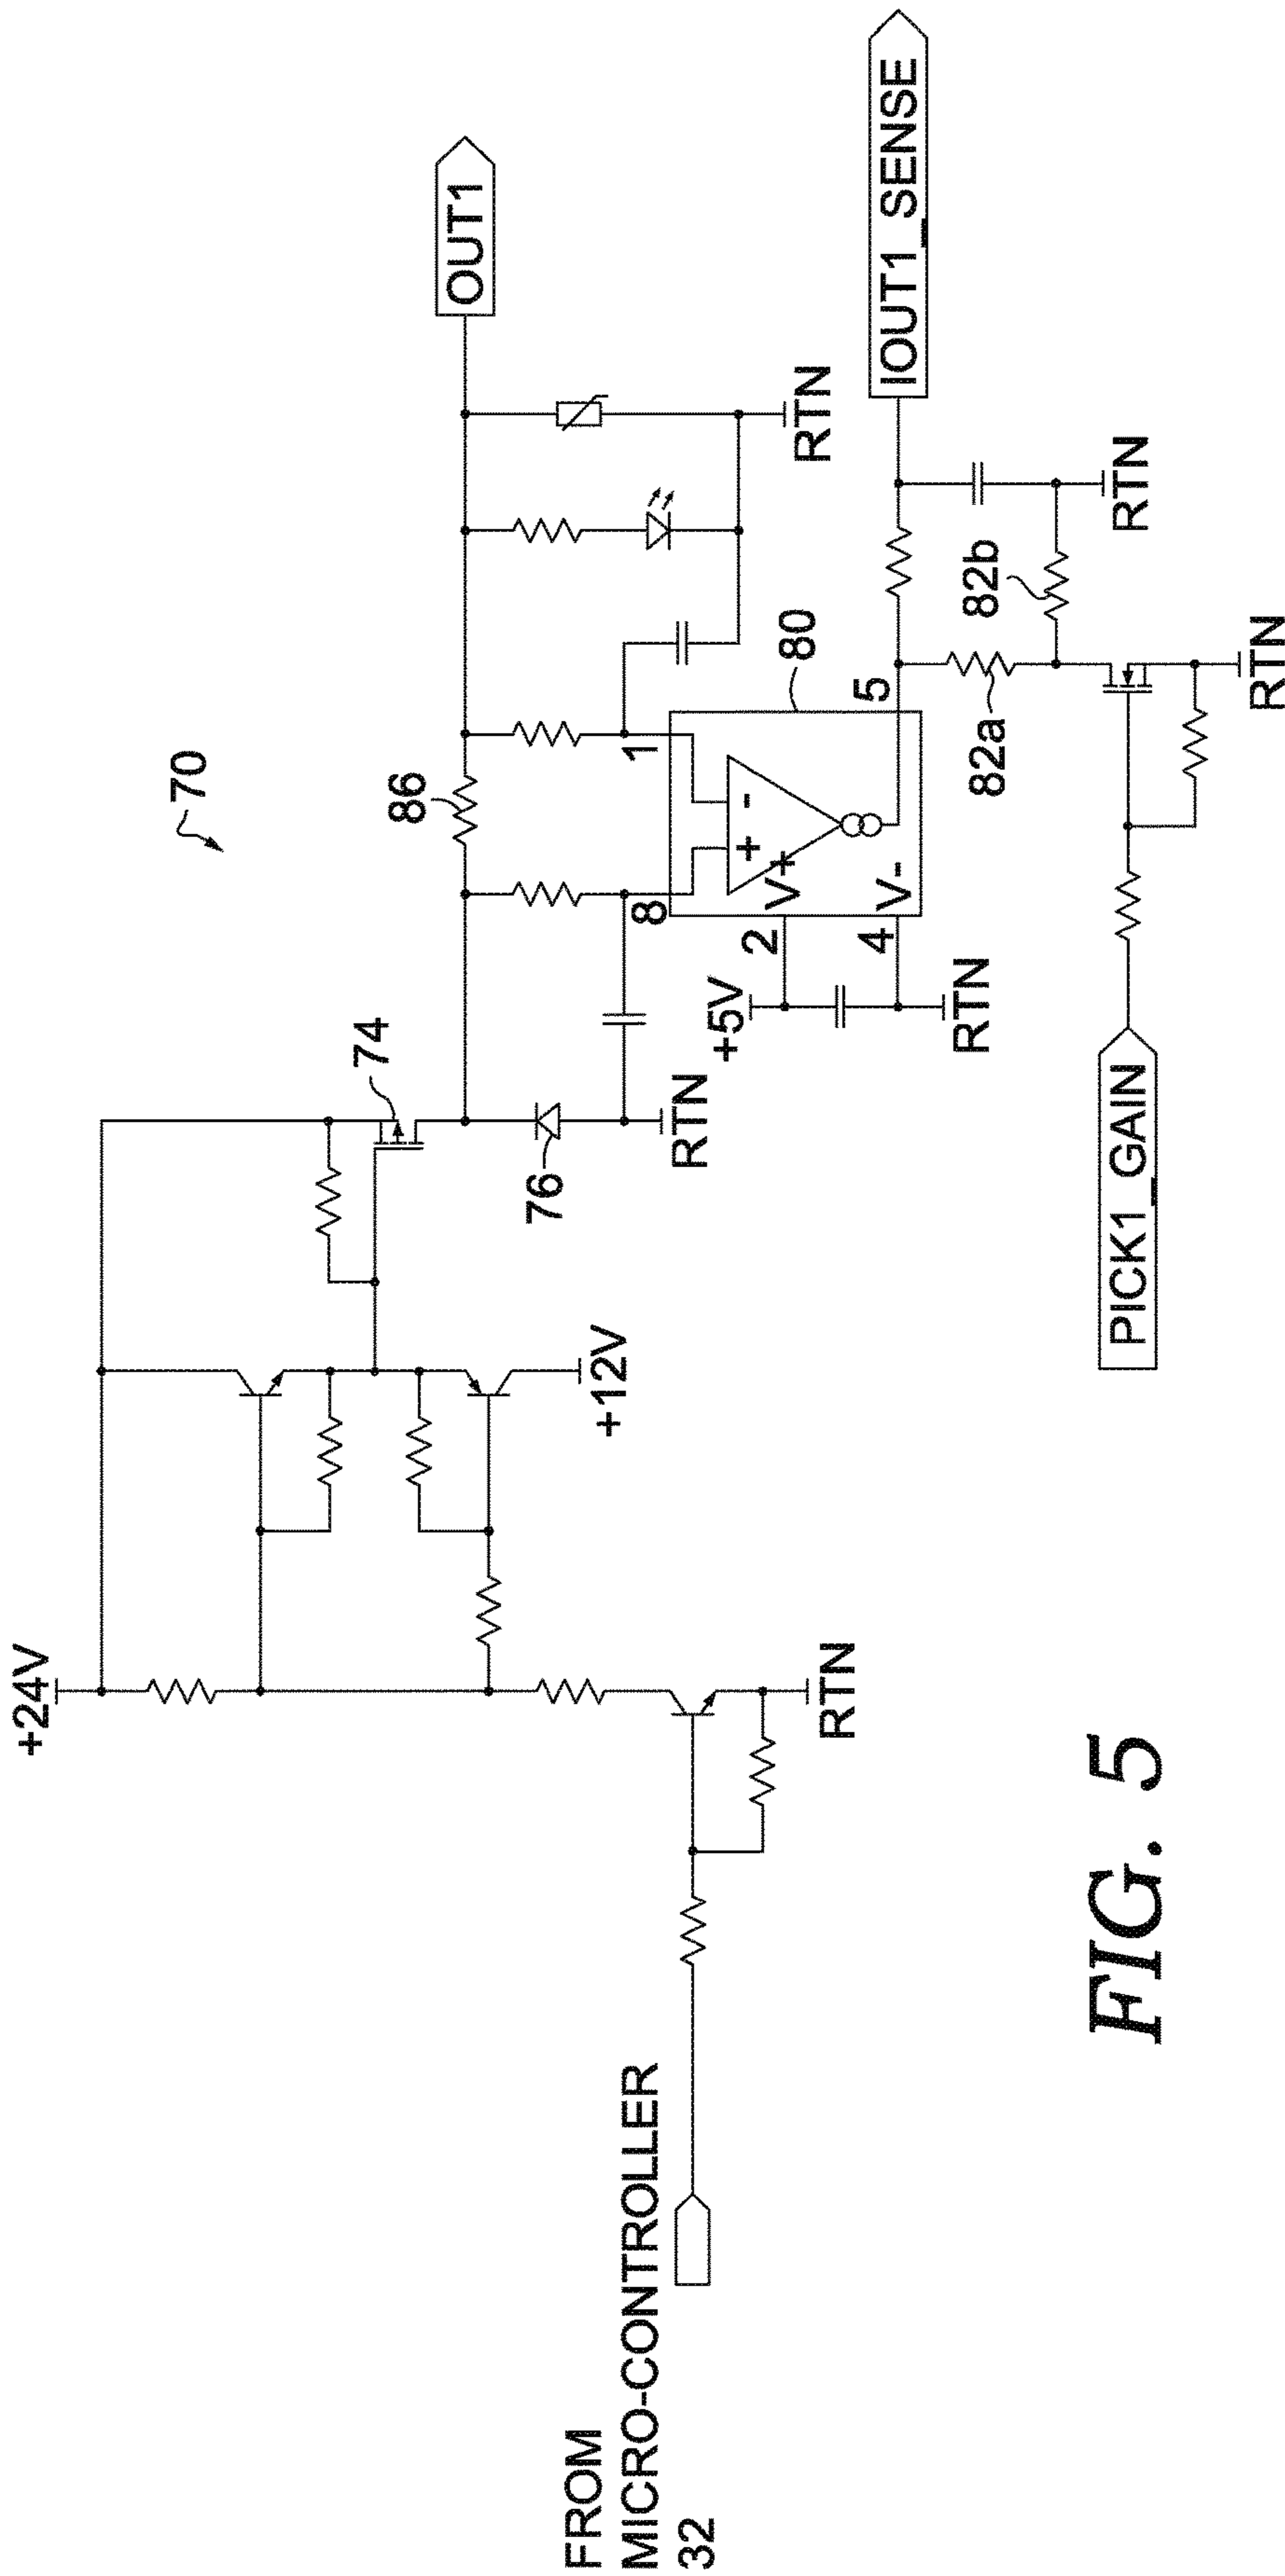 +24V
70
74
86
OUT1
+12V
76
RTN
RTN
8
1
80
+5V
2
V+
+
-
4
V-
5
RTN
IOUT1_SENSE
FROM
MICRO-CONTROLLER
32
RTN
82a
82b
RTN
PICK1_GAIN
RTN
FIG. 5